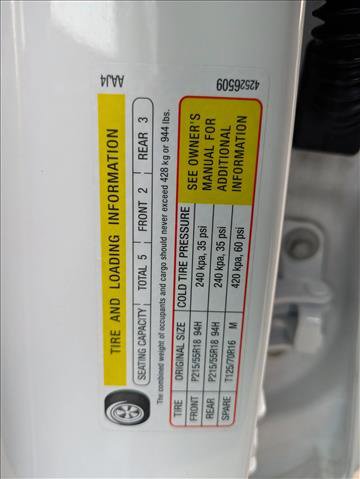 AAJ4
42526509
TIRE AND LOADING INFORMATION
SEATING CAPACITY TOTAL 5 FRONT 2 REAR 3
The combined weight of occupants and cargo should never exceed 428 kg or 944 lbs.
TIRE ORIGINAL SIZE COLD TIRE PRESSURE
FRONT P215/55R18 94H 240 kpa, 35 psi
REAR P215/55R18 94H 240 kpa, 35 psi
SPARE T125/70R16 M 420 kpa, 60 psi
SEE OWNER'S
MANUAL FOR
ADDITIONAL
INFORMATION